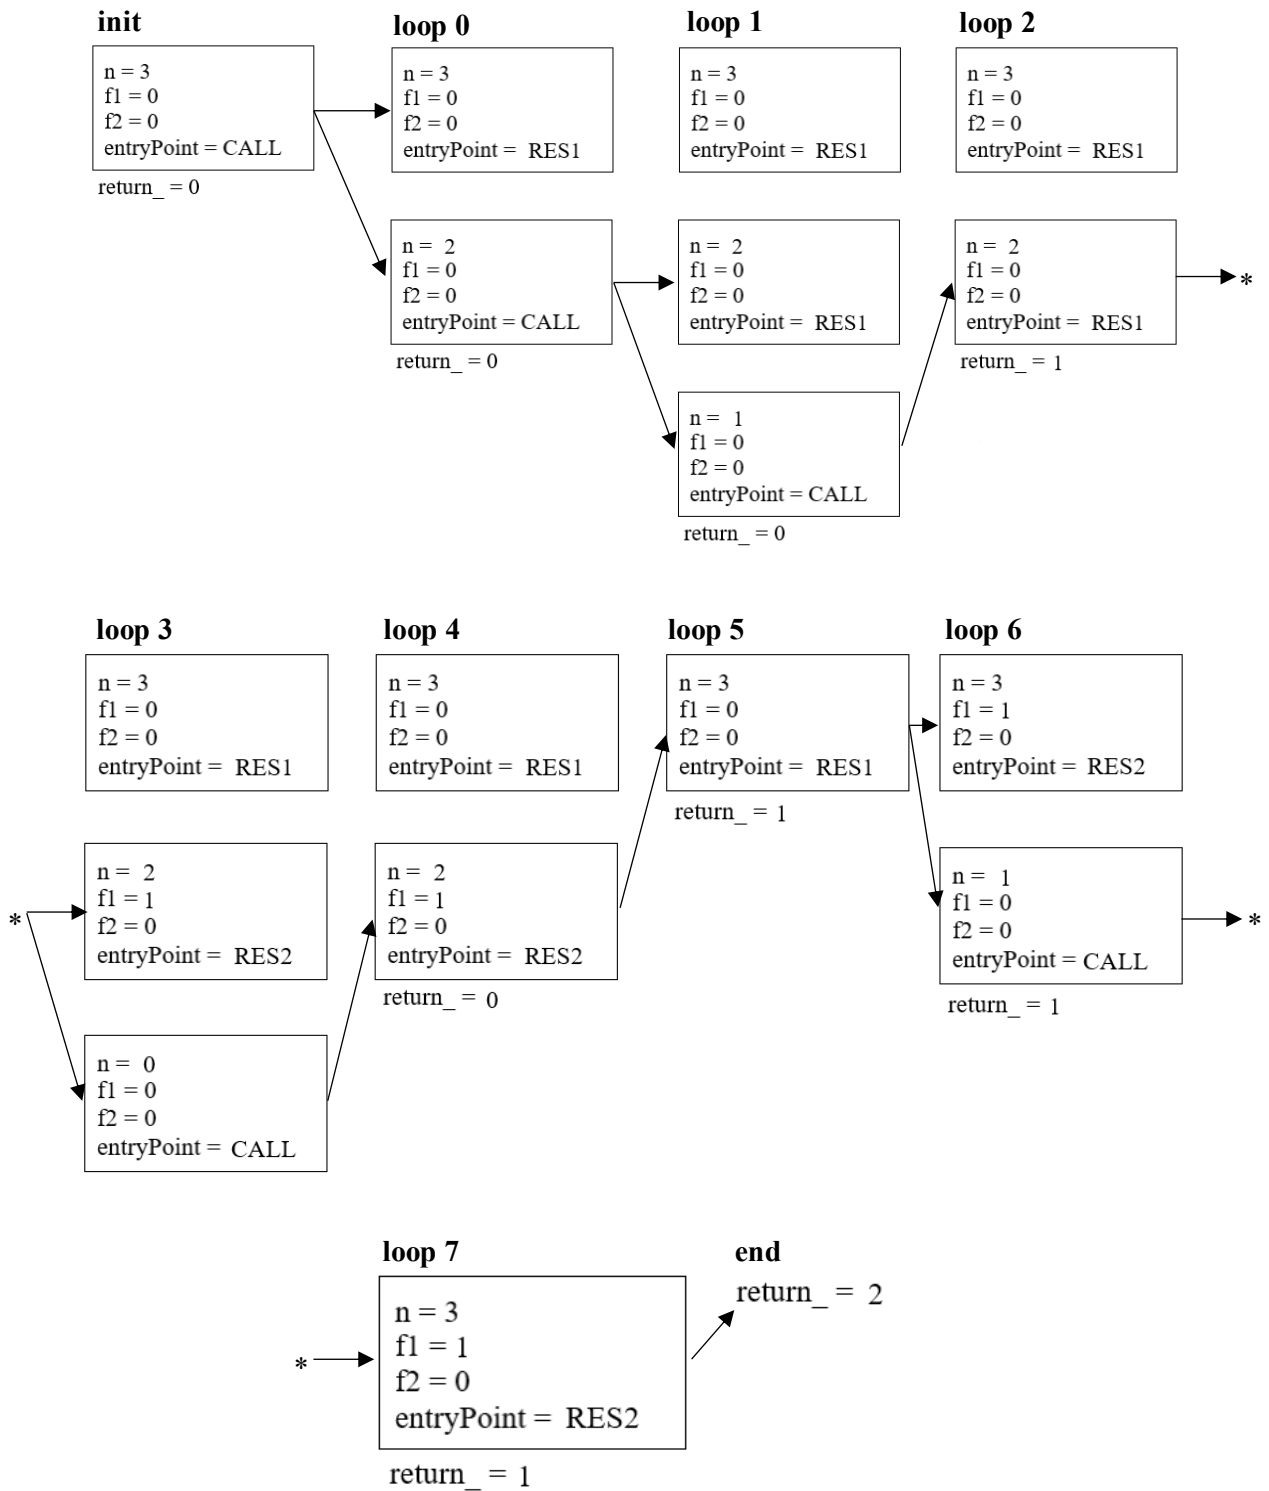 init
n = 3
f1 = 0
f2 = 0
entryPoint = CALL
return_ = 0
loop 0
n = 3
f1 = 0
f2 = 0
entryPoint = RES1
n = 2
f1 = 0
f2 = 0
entryPoint = CALL
return_ = 0
loop 1
n = 3
f1 = 0
f2 = 0
entryPoint = RES1
n = 2
f1 = 0
f2 = 0
entryPoint = RES1
n = 1
f1 = 0
f2 = 0
entryPoint = CALL
return_ = 0
loop 2
n = 3
f1 = 0
f2 = 0
entryPoint = RES1
n = 2
f1 = 0
f2 = 0
entryPoint = RES1
return_ = 1
*
loop 3
n = 3
f1 = 0
f2 = 0
entryPoint = RES1
*
n = 2
f1 = 1
f2 = 0
entryPoint = RES2
n = 0
f1 = 0
f2 = 0
entryPoint = CALL
loop 4
n = 3
f1 = 0
f2 = 0
entryPoint = RES1
n = 2
f1 = 1
f2 = 0
entryPoint = RES2
return_ = 0
loop 5
n = 3
f1 = 0
f2 = 0
entryPoint = RES1
return_ = 1
loop 6
n = 3
f1 = 1
f2 = 0
entryPoint = RES2
n = 1
f1 = 0
f2 = 0
entryPoint = CALL
return_ = 1
*
loop 7
*
n = 3
f1 = 1
f2 = 0
entryPoint = RES2
return_ = 1
end
return_ = 2